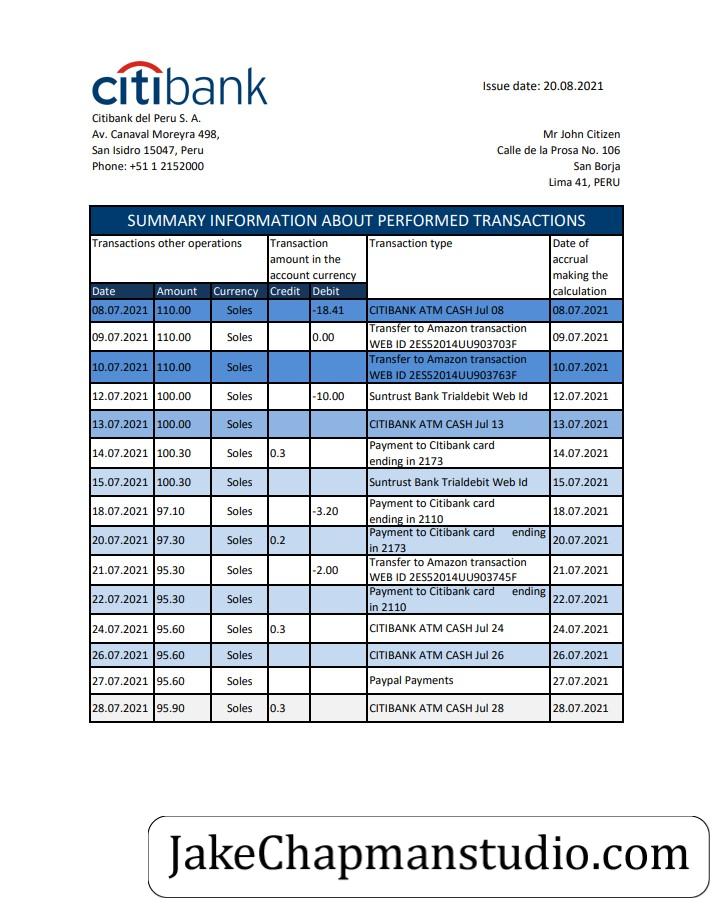 citibank
Issue date: 20.08.2021
Citibank del Peru S. A.
Av. Canaval Moreyra 498,
San Isidro 15047, Peru
Phone: +51 1 2152000
Mr John Citizen
Calle de la Prosa No. 106
San Borja
Lima 41, PERU
SUMMARY INFORMATION ABOUT PERFORMED TRANSACTIONS
Transactions other operations
Transaction
amount in the
account currency
Transaction type
Date of
accrual
making the
calculation
Date Amount Currency Credit Debit
08.07.2021 110.00 Soles -18.41 CITIBANK ATM CASH Jul 08 08.07.2021
09.07.2021 110.00 Soles 0.00 Transfer to Amazon transaction
WEB ID 2ES52014UU903703F 09.07.2021
10.07.2021 110.00 Soles Transfer to Amazon transaction
WEB ID 2ES52014UU903763F 10.07.2021
12.07.2021 100.00 Soles -10.00 Suntrust Bank Trialdebit Web Id 12.07.2021
13.07.2021 100.00 Soles CITIBANK ATM CASH Jul 13 13.07.2021
14.07.2021 100.30 Soles 0.3 Payment to CItibank card
ending in 2173 14.07.2021
15.07.2021 100.30 Soles Suntrust Bank Trialdebit Web Id 15.07.2021
18.07.2021 97.10 Soles -3.20 Payment to Citibank card
ending in 2110 18.07.2021
20.07.2021 97.30 Soles 0.2 Payment to Citibank card ending
in 2173 20.07.2021
21.07.2021 95.30 Soles -2.00 Transfer to Amazon transaction
WEB ID 2ES52014UU903745F 21.07.2021
22.07.2021 95.30 Soles Payment to Citibank card ending
in 2110 22.07.2021
24.07.2021 95.60 Soles 0.3 CITIBANK ATM CASH Jul 24 24.07.2021
26.07.2021 95.60 Soles CITIBANK ATM CASH Jul 26 26.07.2021
27.07.2021 95.60 Soles Paypal Payments 27.07.2021
28.07.2021 95.90 Soles 0.3 CITIBANK ATM CASH Jul 28 28.07.2021
JakeChapmanstudio.com